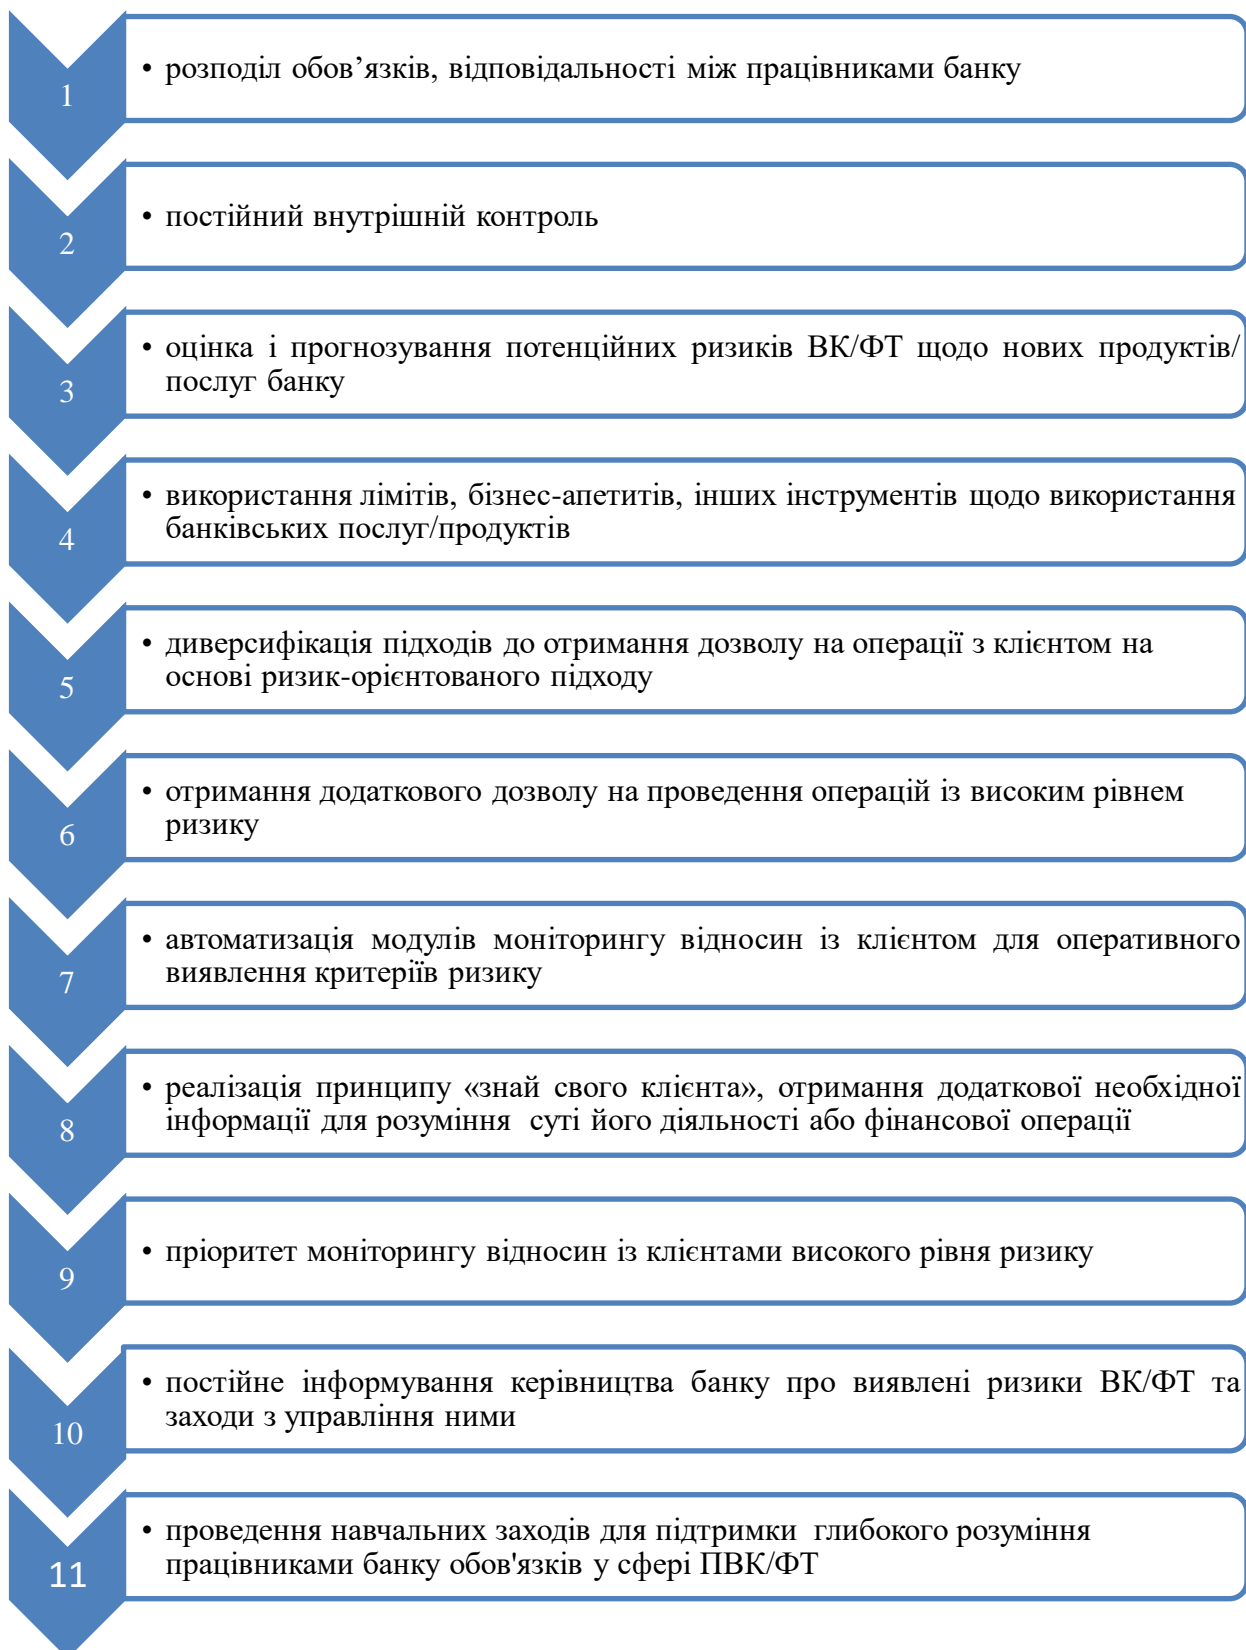 1
• розподіл обов’язків, відповідальності між працівниками банку
2
• постійний внутрішній контроль
3
• оцінка і прогнозування потенційних ризиків ВК/ФТ щодо нових продуктів/
послуг банку
4
• використання лімітів, бізнес-апетитів, інших інструментів щодо використання
банківських послуг/продуктів
5
• диверсифікація підходів до отримання дозволу на операції з клієнтом на
основі ризик-орієнтованого підходу
6
• отримання додаткового дозволу на проведення операцій із високим рівнем
ризику
7
• автоматизація модулів моніторингу відносин із клієнтом для оперативного
виявлення критеріїв ризику
8
• реалізація принципу «знай свого клієнта», отримання додаткової необхідної
інформації для розуміння суті його діяльності або фінансової операції
9
• пріоритет моніторингу відносин із клієнтами високого рівня ризику
10
• постійне інформування керівництва банку про виявлені ризики ВК/ФТ та
заходи з управління ними
11
• проведення навчальних заходів для підтримки глибокого розуміння
працівниками банку обов'язків у сфері ПВК/ФТ